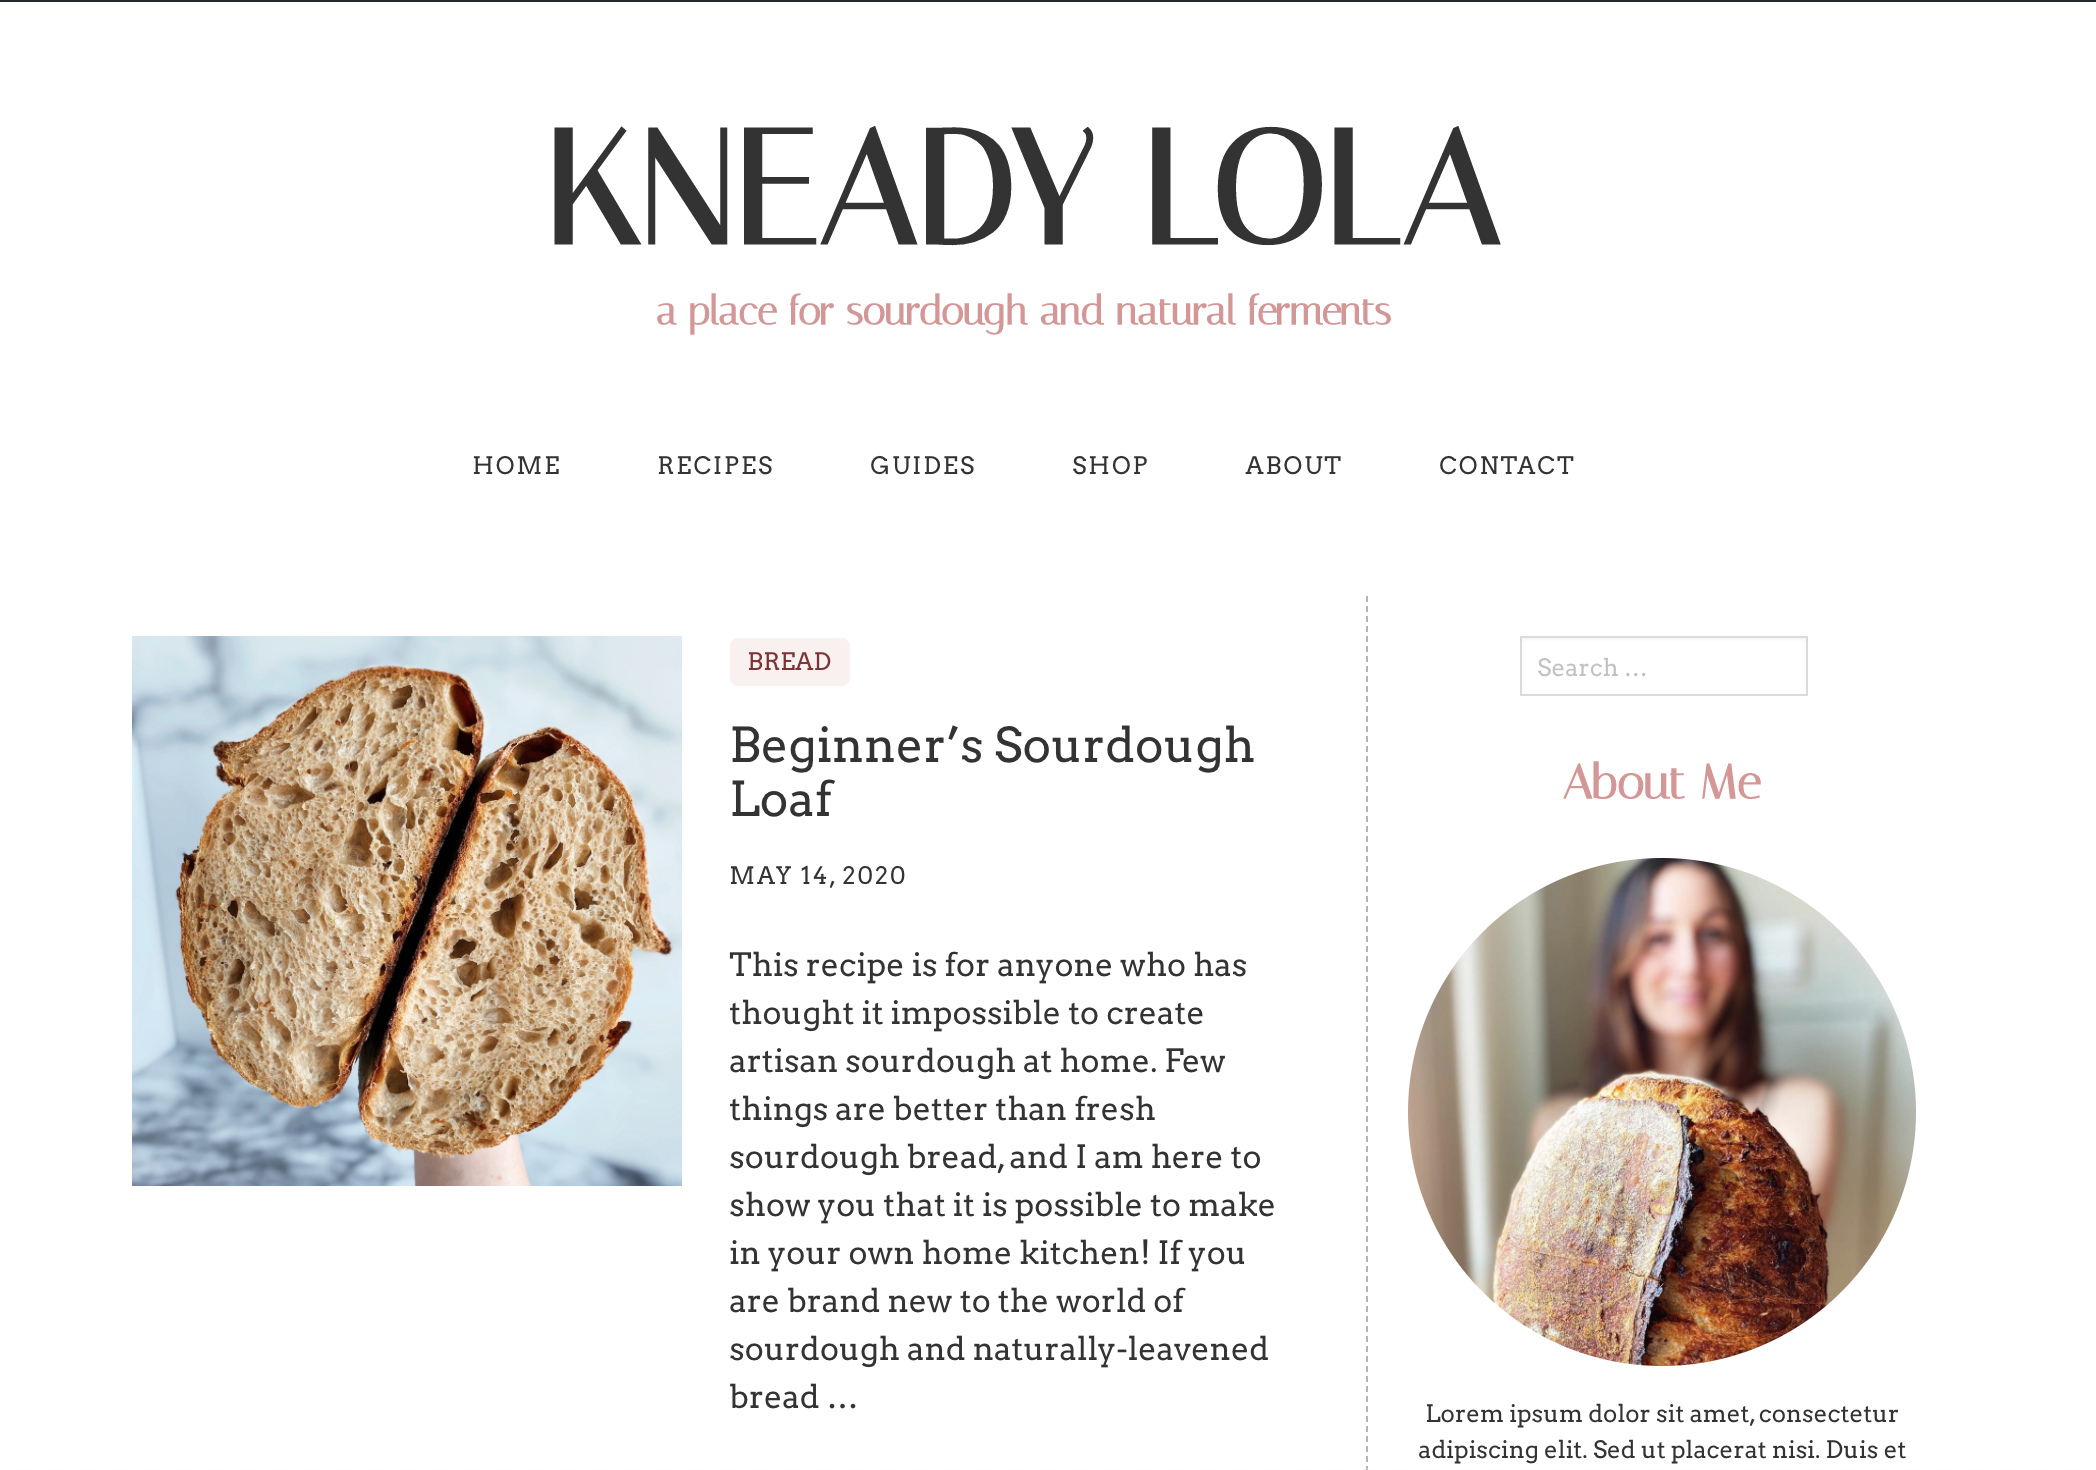 KNEADY LOLA
a place for sourdough and natural ferments
HOME RECIPES GUIDES SHOP ABOUT CONTACT
BREAD
Beginner’s Sourdough
Loaf
MAY 14, 2020
This recipe is for anyone who has
thought it impossible to create
artisan sourdough at home. Few
things are better than fresh
sourdough bread, and I am here to
show you that it is possible to make
in your own home kitchen! If you
are brand new to the world of
sourdough and naturally-leavened
bread …
Search …
About Me
Lorem ipsum dolor sit amet, consectetur
adipiscing elit. Sed ut placerat nisi. Duis et